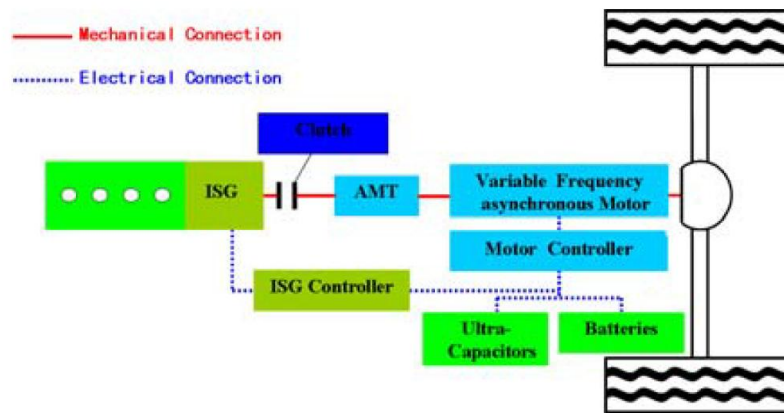 Mechanical Connection
Electrical Connection
Clutch
ISG
AMT
Variable Frequency
asynchronous Motor
Motor Controller
ISG Controller
Ultra-
Capacitors
Batteries